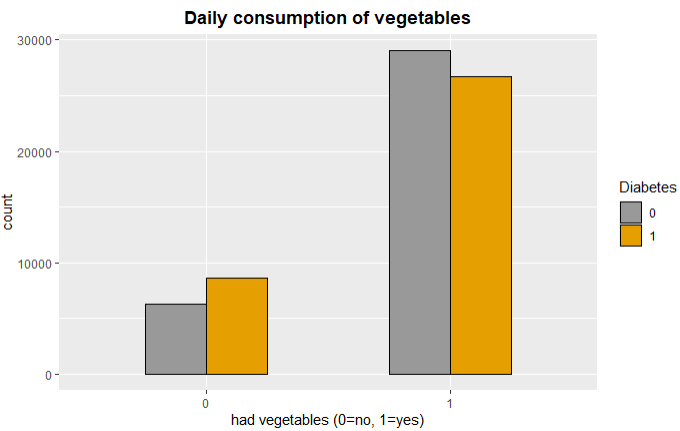 Daily consumption of vegetables
30000
20000
10000
0
count
0 1
had vegetables (0=no, 1=yes)
Diabetes
0
1